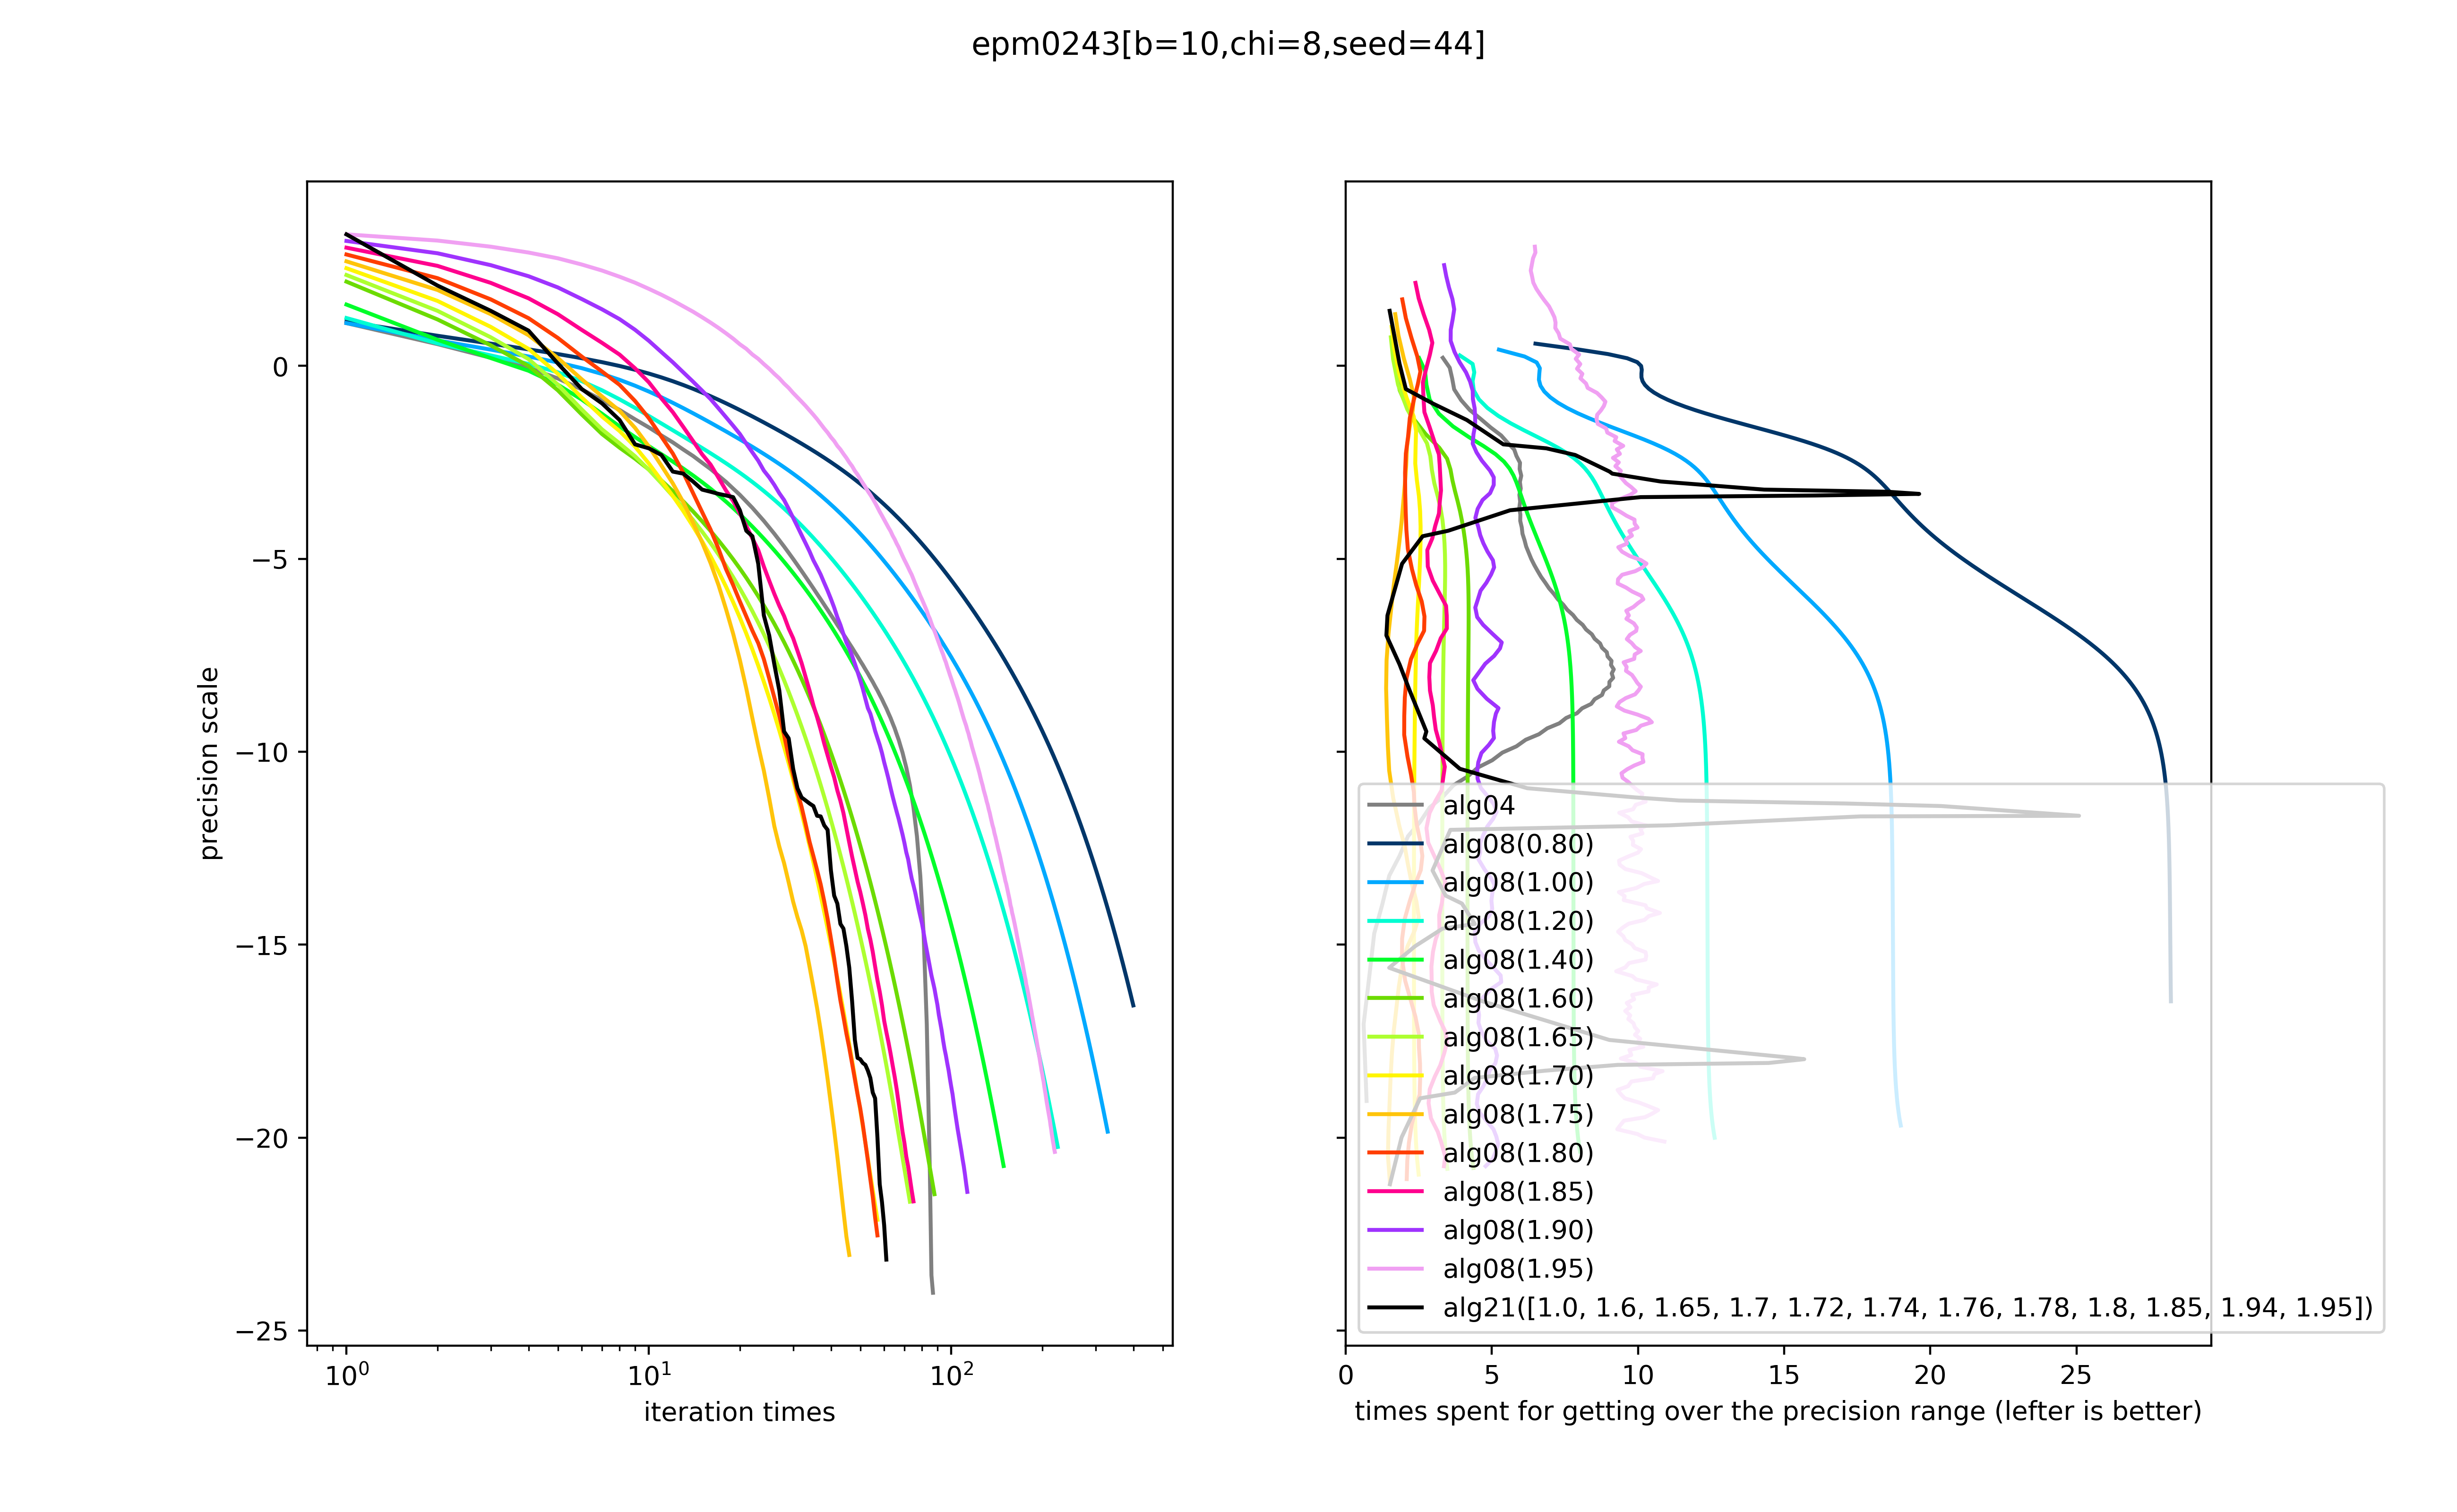 epm0243[b=10,chi=8,seed=44]
precision scale
0
−5
−10
−15
−20
−25
10⁰ 10¹ 10²
iteration times
alg04
alg08(0.80)
alg08(1.00)
alg08(1.20)
alg08(1.40)
alg08(1.60)
alg08(1.65)
alg08(1.70)
alg08(1.75)
alg08(1.80)
alg08(1.85)
alg08(1.90)
alg08(1.95)
alg21([1.0, 1.6, 1.65, 1.7, 1.72, 1.74, 1.76, 1.78, 1.8, 1.85, 1.94, 1.95])
0 5 10 15 20 25
times spent for getting over the precision range (lefter is better)